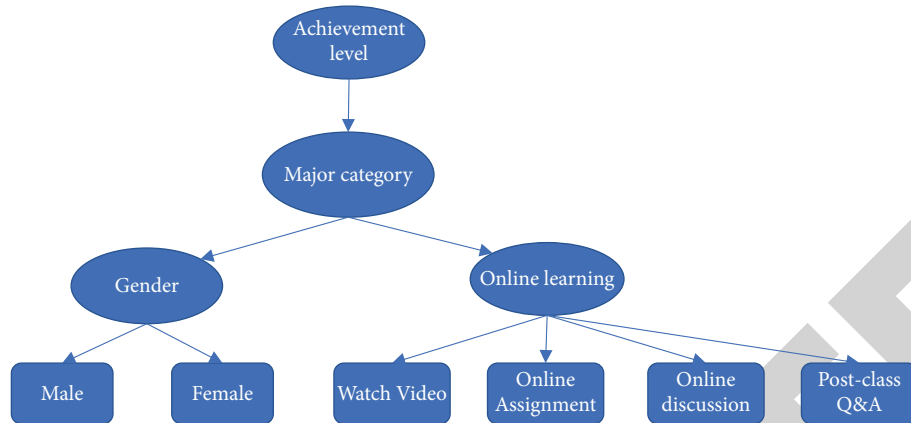 Achievement
level
Major category
Gender
Online learning
Male
Female
Watch Video
Online
Assignment
Online
discussion
Post-class
Q&A